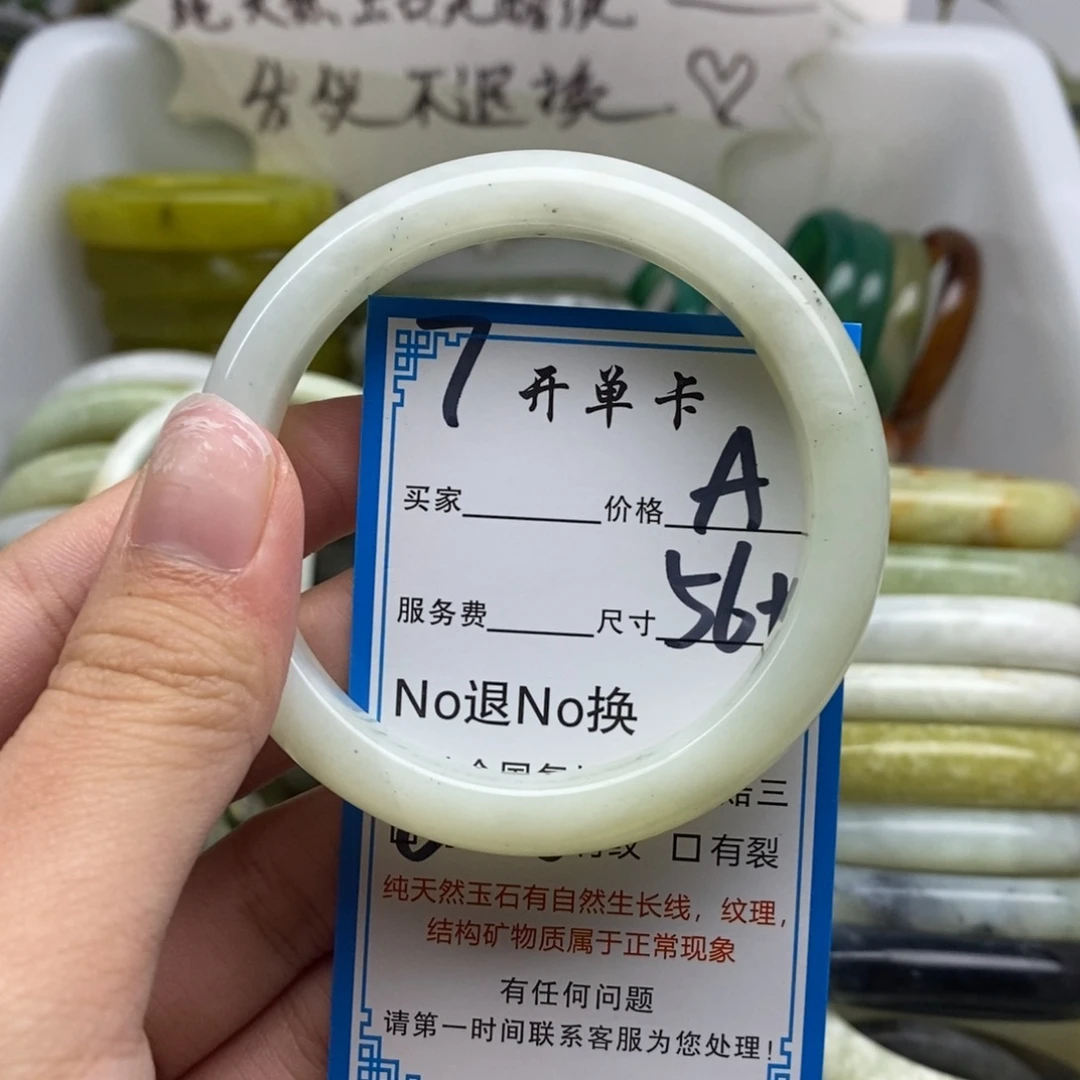 售出不退换
7 开单卡
买家 价格 A
服务费 尺寸 56+
No退No换
有裂
纯天然玉石有自然生长线，纹理，
结构矿物质属于正常现象
有任何问题
请第一时间联系客服为您处理！